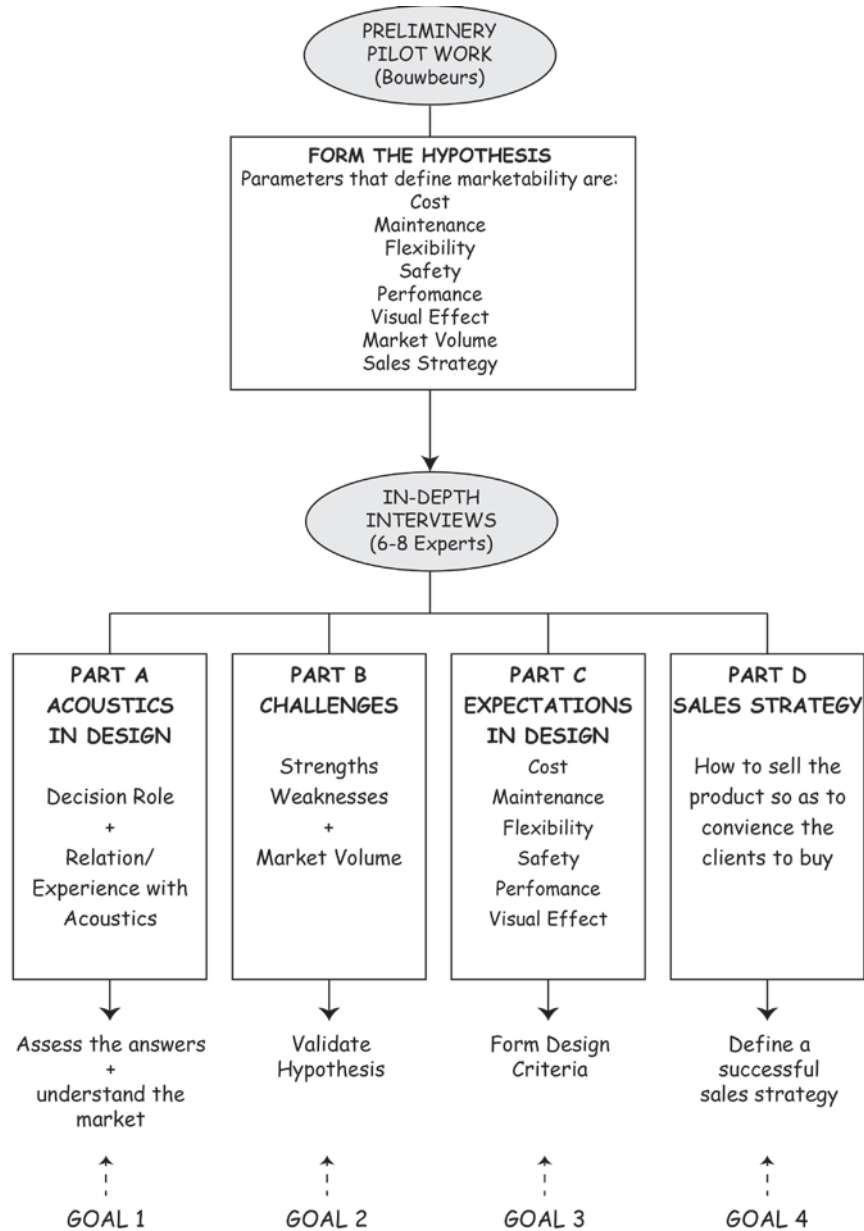 PRELIMINERY
PILOT WORK
(Bouwbeurs)
FORM THE HYPOTHESIS
Parameters that define marketability are:
Cost
Maintenance
Flexibility
Safety
Perfomance
Visual Effect
Market Volume
Sales Strategy
IN-DEPTH
INTERVIEWS
(6-8 Experts)
PART A
ACOUSTICS
IN DESIGN
Decision Role
+
Relation/
Experience with
Acoustics
PART B
CHALLENGES
Strengths
Weaknesses
+
Market Volume
PART C
EXPECTATIONS
IN DESIGN
Cost
Maintenance
Flexibility
Safety
Perfomance
Visual Effect
PART D
SALES STRATEGY
How to sell the
product so as to
convience the
clients to buy
Assess the answers
+
understand the
market
Validate
Hypothesis
Form Design
Criteria
Define a
successful
sales strategy
GOAL 1
GOAL 2
GOAL 3
GOAL 4